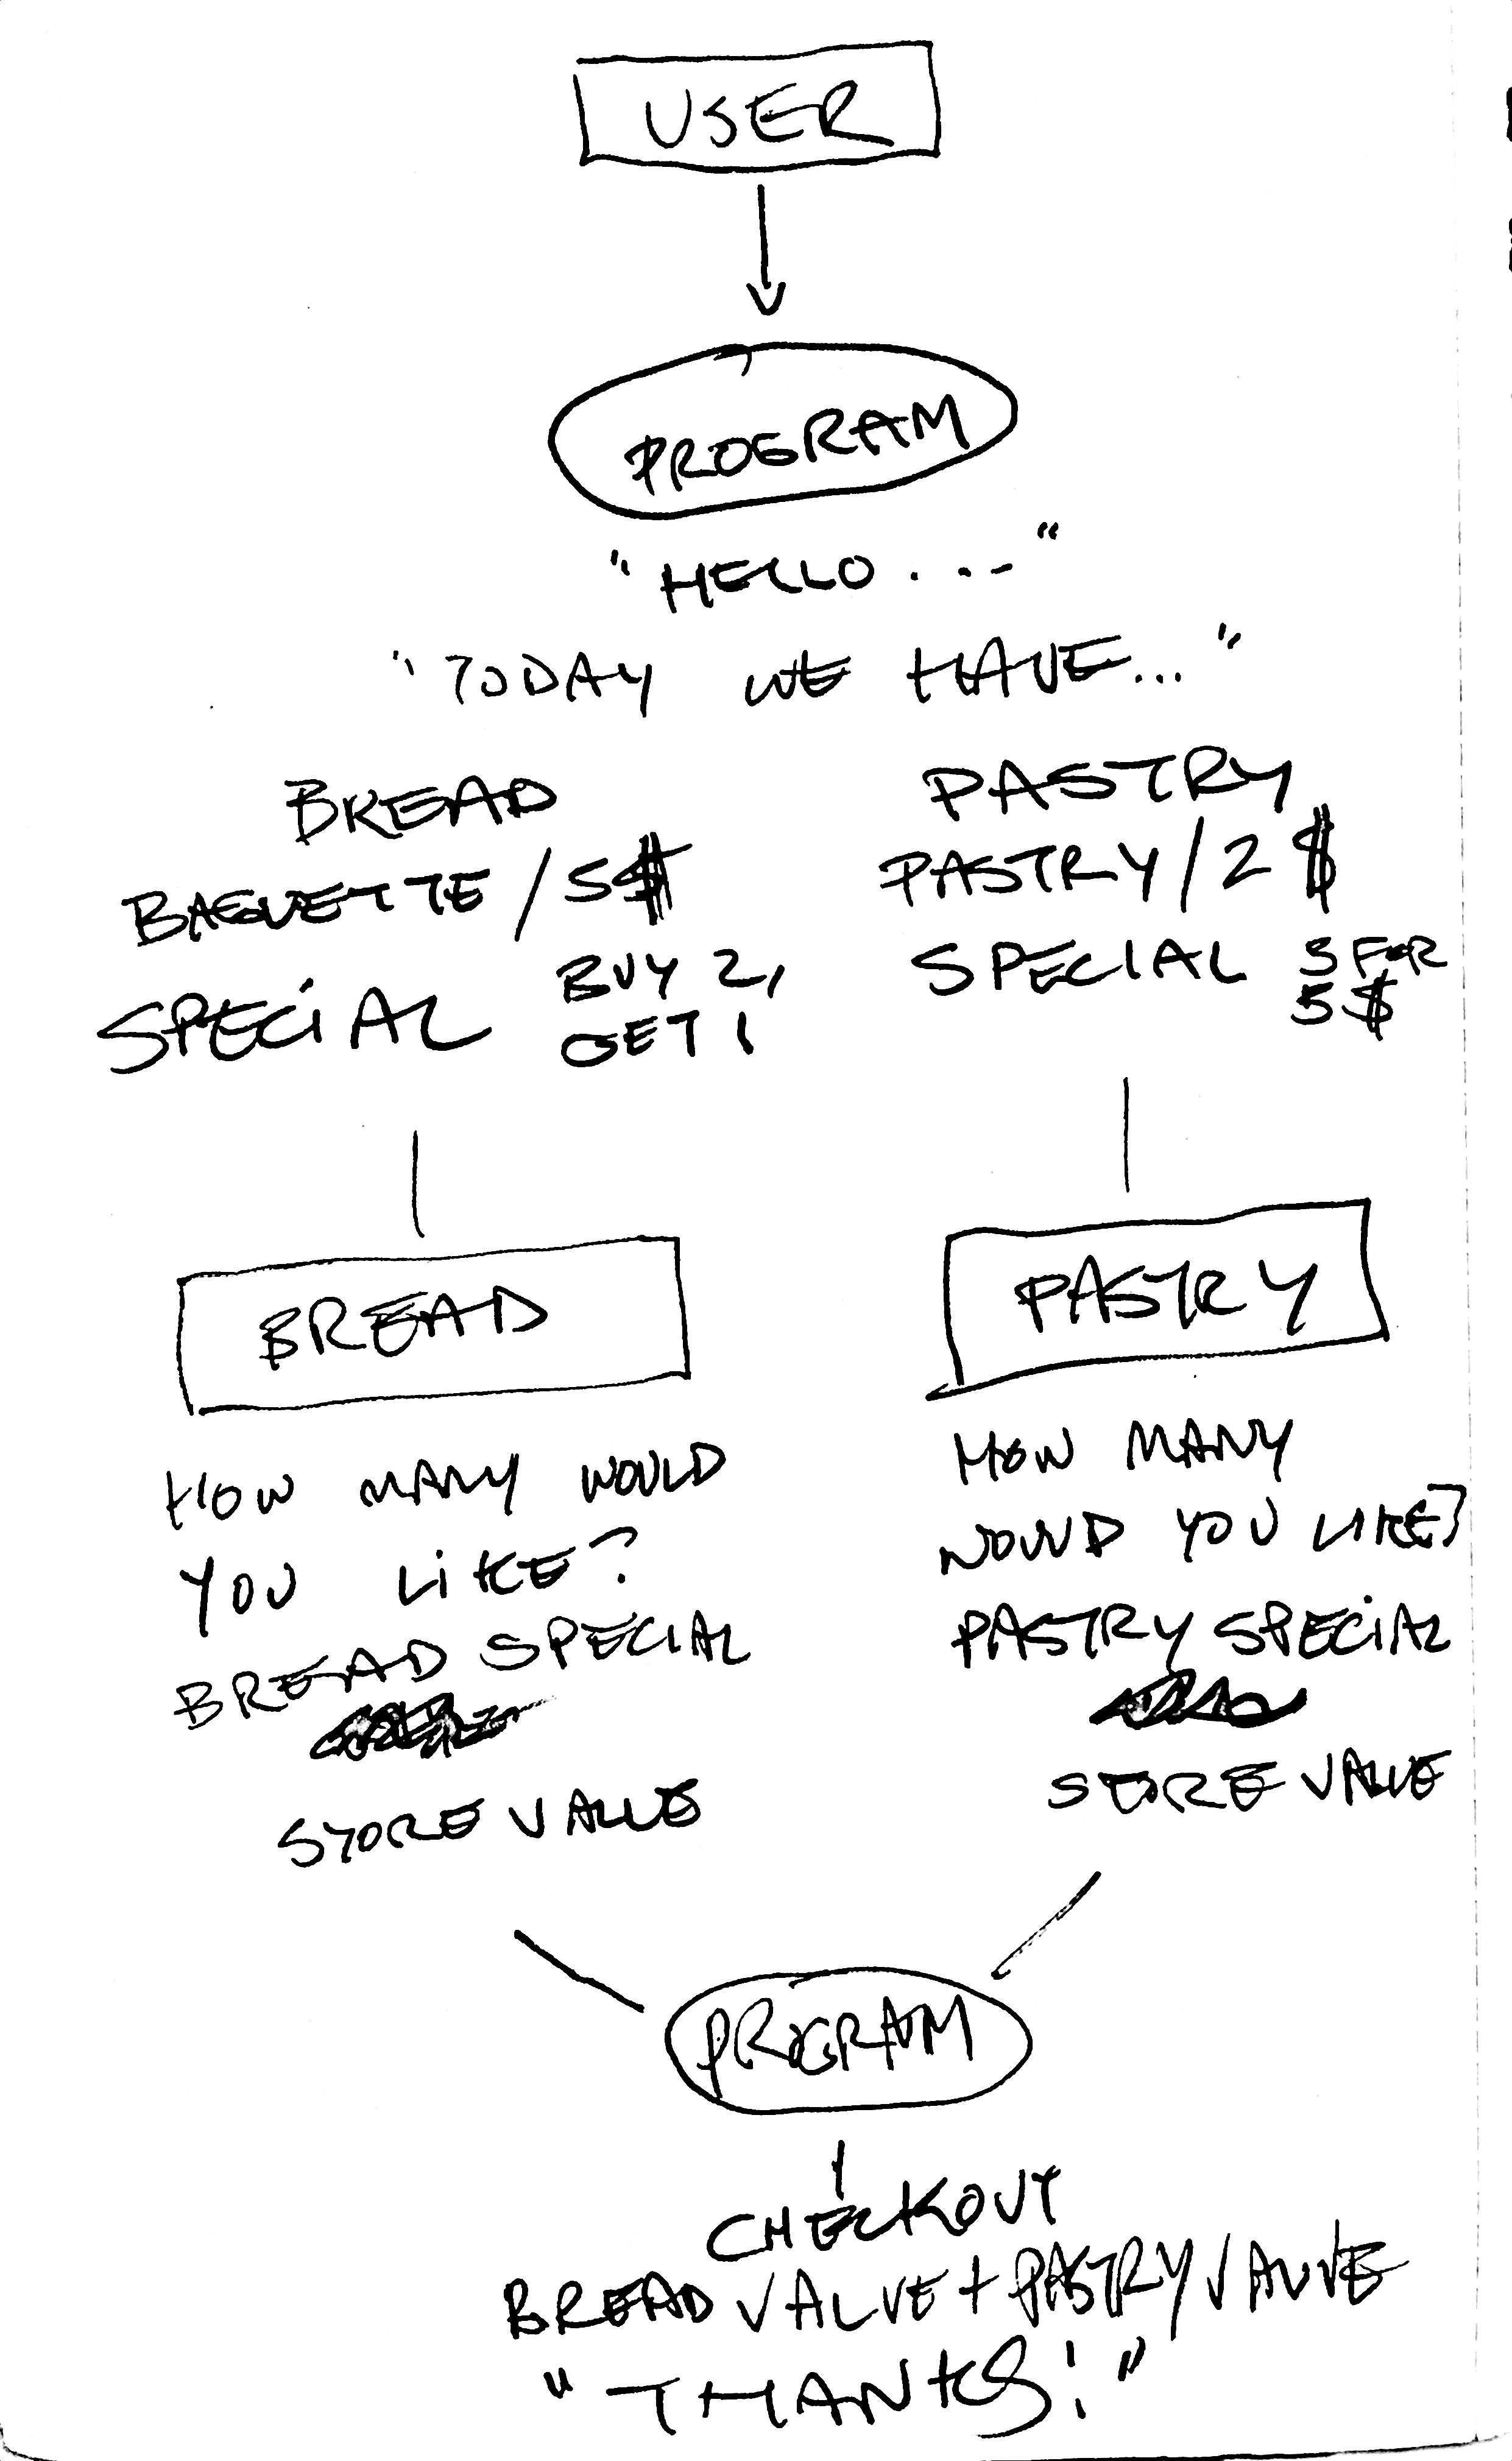 USER
PROGRAM
"HELLO...."
"TODAY WE HAVE..."
BREAD
BAGUETTE/5$
SPECiAL BUY 2,
GET 1
PASTRY
PASTRY/2 $
SPECIAL 3 FOR
5$
BREAD
HOW MANY WOULD
YOU LiKE?
BREAD SPECIAL
STORE VALUE
PASTRY
HOW MANY
WOULD YOU LIKE?
PASTRY SPECiAL
STORE VALUE
PROGRAM
CHECKOUT
BREAD VALUE + PASTRY VALUE
"THANKS!"